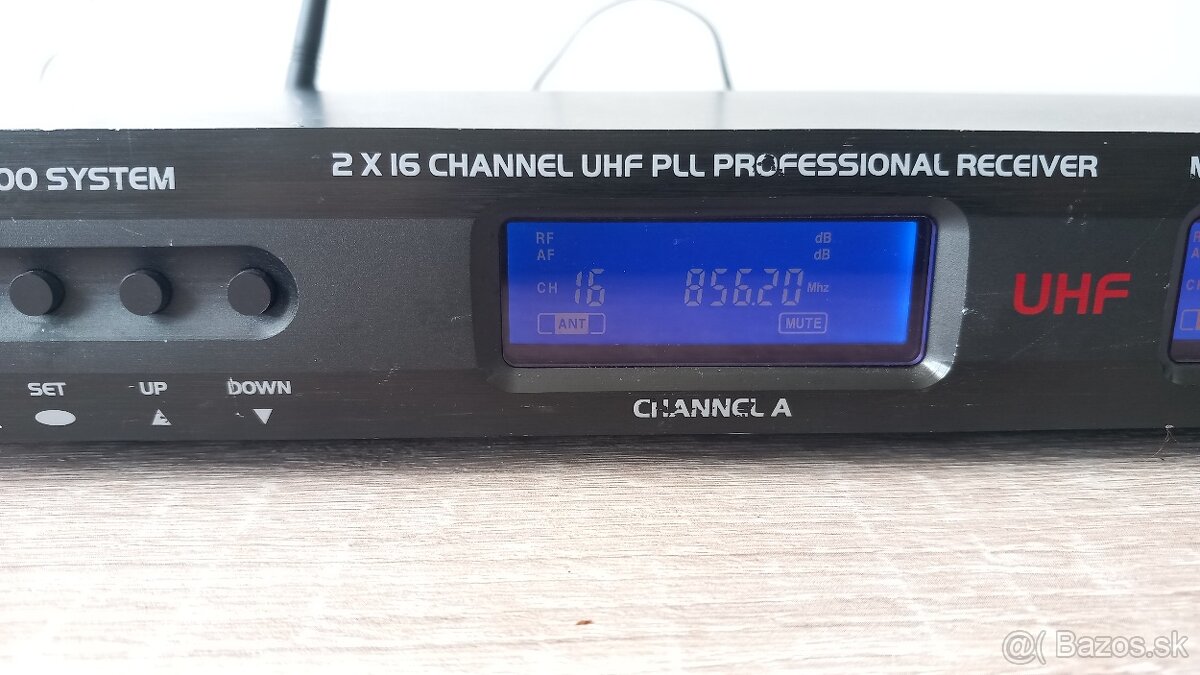 00 SYSTEM
2 X 16 CHANNEL UHF PLL PROFESSIONAL RECEIVER
RF dB
AF dB
CH 16 856.20 Mhz
ANT MUTE
UHF
SET UP DOWN
CHANNEL A
@( Bazos.sk